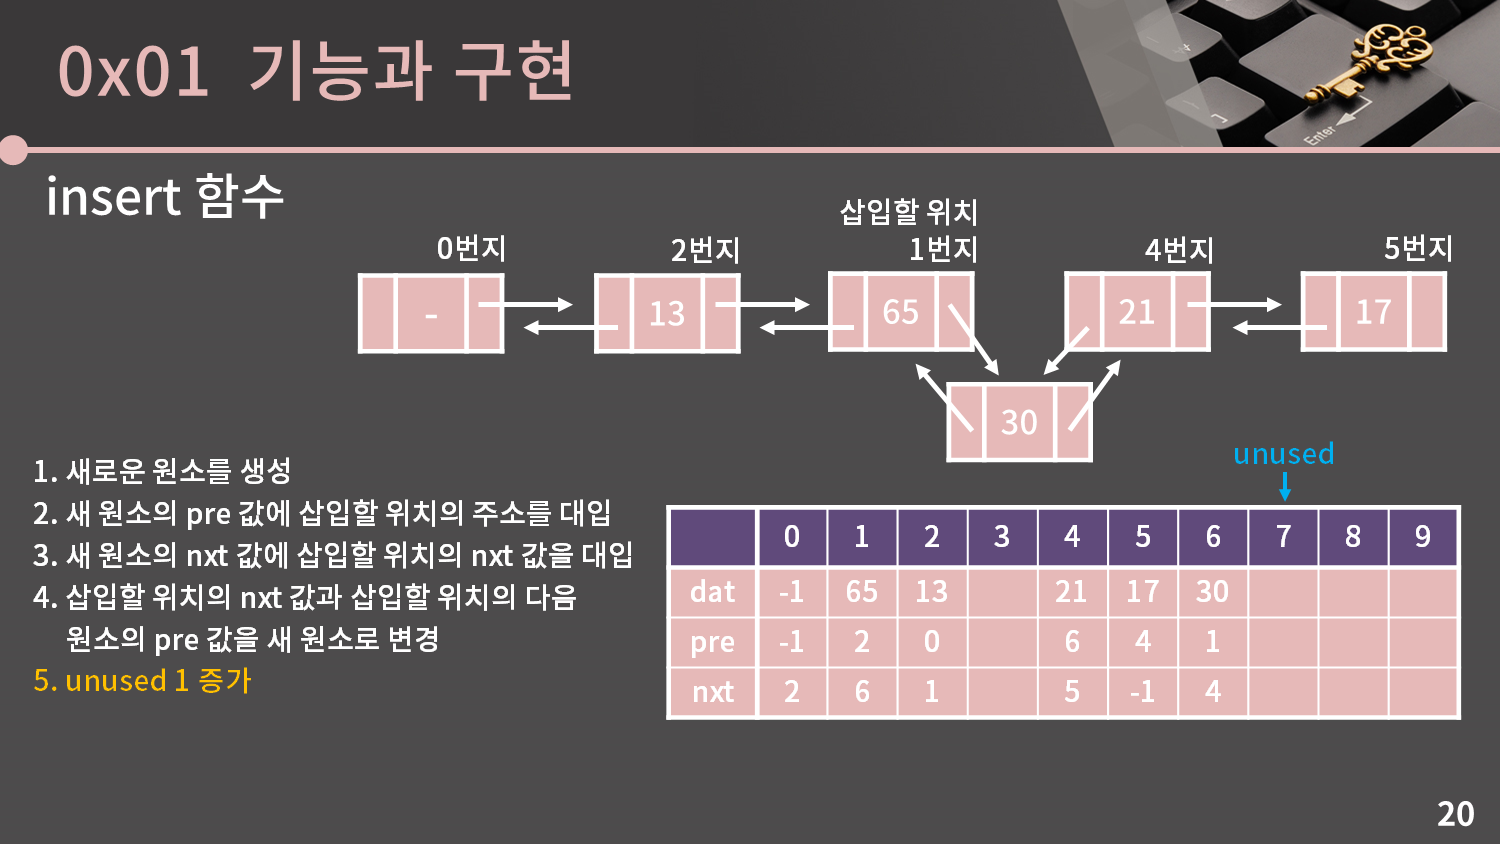 0x01 기능과 구현
Enter
insert 함수
삽입할 위치
0번지 2번지 1번지 4번지 5번지
- 13 65 21 17
30
unused
1. 새로운 원소를 생성
2. 새 원소의 pre 값에 삽입할 위치의 주소를 대입
3. 새 원소의 nxt 값에 삽입할 위치의 nxt 값을 대입
4. 삽입할 위치의 nxt 값과 삽입할 위치의 다음
원소의 pre 값을 새 원소로 변경
5. unused 1 증가
0 1 2 3 4 5 6 7 8 9
dat -1 65 13 21 17 30
pre -1 2 0 6 4 1
nxt 2 6 1 5 -1 4
20